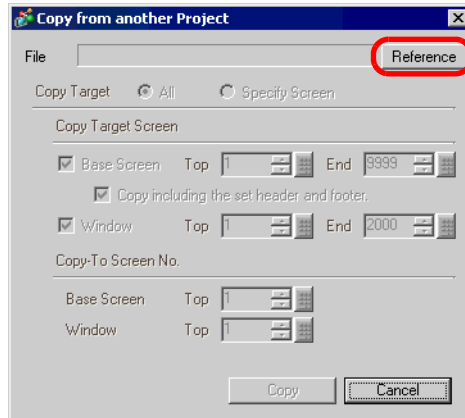 Copy from another Project
File Reference
Copy Target All Specify Screen
Copy Target Screen
Base Screen Top 1 End 9999
Copy including the set header and footer.
Window Top 1 End 2000
Copy-To Screen No.
Base Screen Top 1
Window Top 1
Copy Cancel